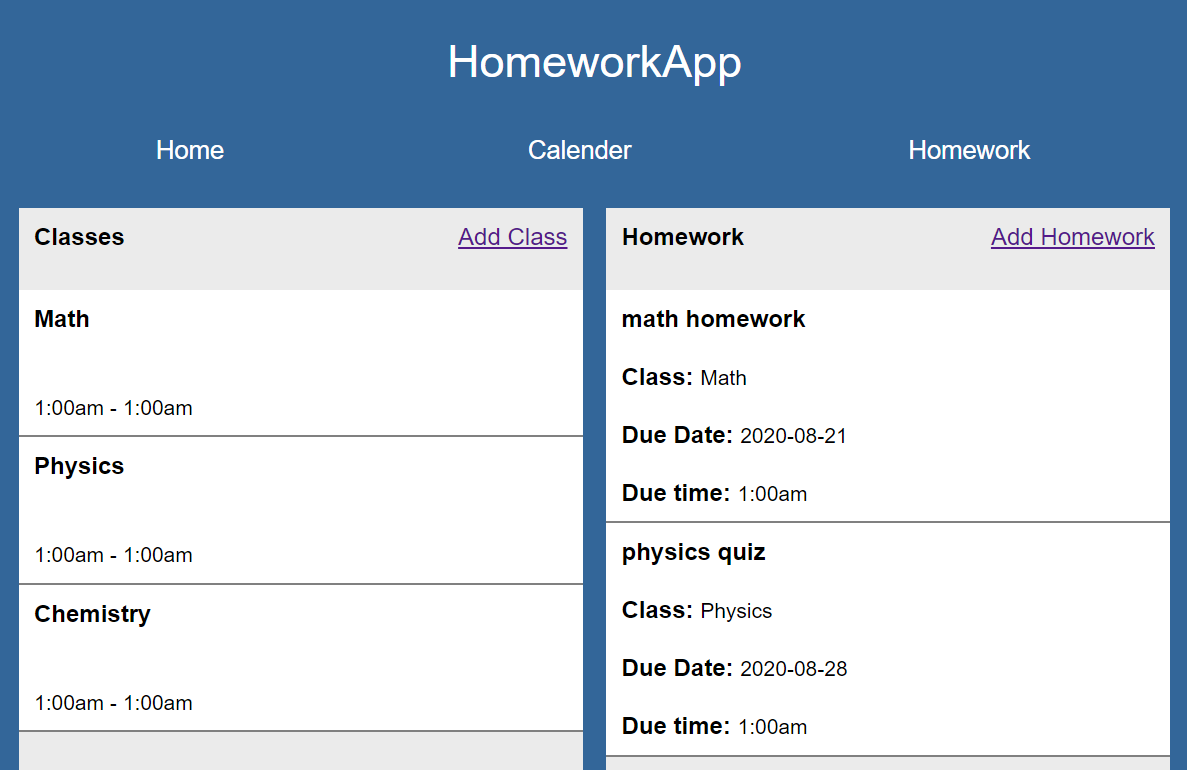 HomeworkApp
Home Calender Homework
Classes Add Class
Math
1:00am - 1:00am
Physics
1:00am - 1:00am
Chemistry
1:00am - 1:00am
Homework Add Homework
math homework
Class: Math
Due Date: 2020-08-21
Due time: 1:00am
physics quiz
Class: Physics
Due Date: 2020-08-28
Due time: 1:00am